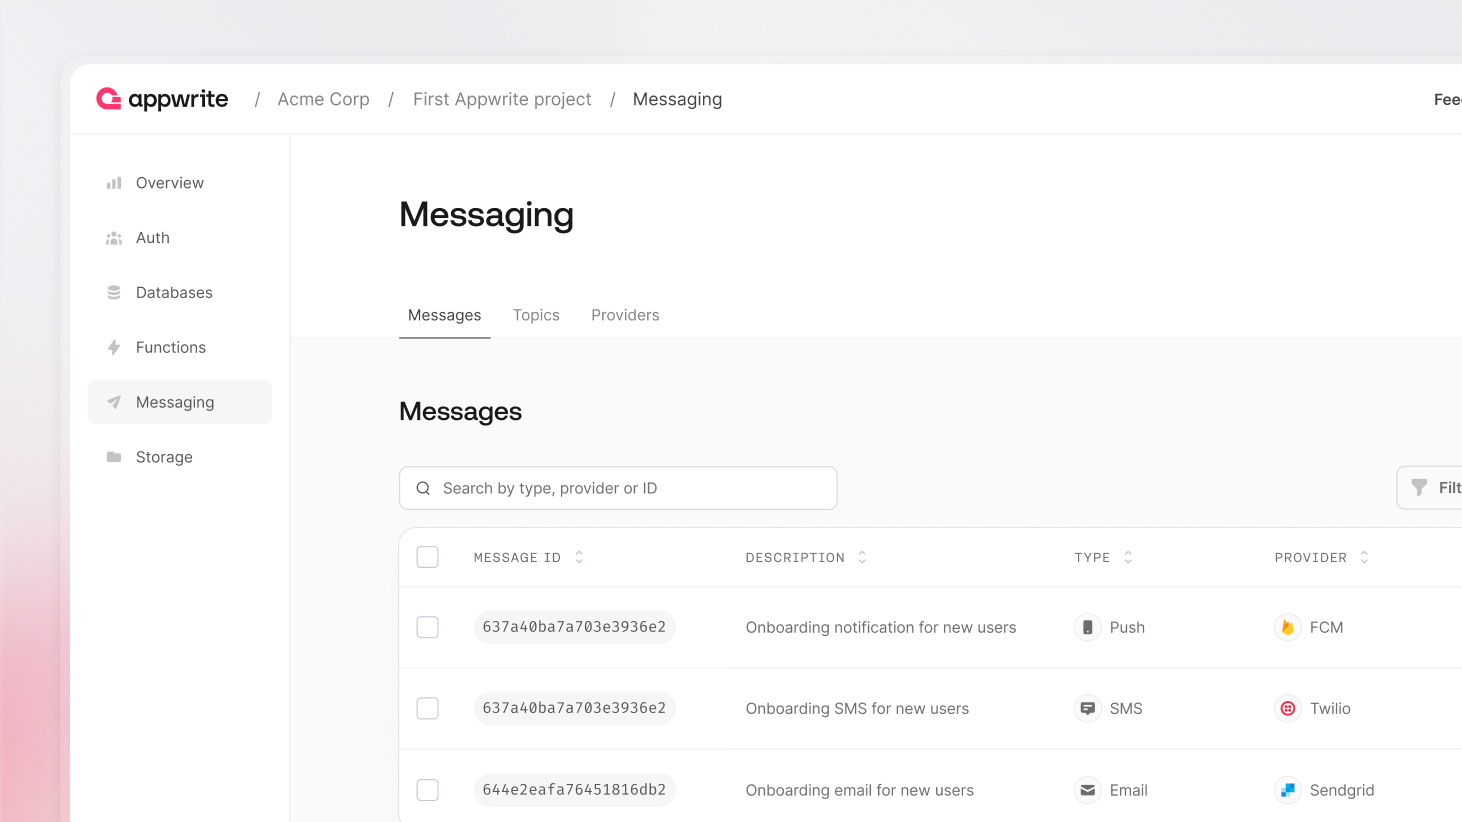 appwrite / Acme Corp / First Appwrite project / Messaging
Overview
Auth
Databases
Functions
Messaging
Storage
Messaging
Messages Topics Providers
Messages
Search by type, provider or ID
MESSAGE ID DESCRIPTION TYPE PROVIDER
637a40ba7a703e3936e2 Onboarding notification for new users Push FCM
637a40ba7a703e3936e2 Onboarding SMS for new users SMS Twilio
644e2eafa76451816db2 Onboarding email for new users Email Sendgrid